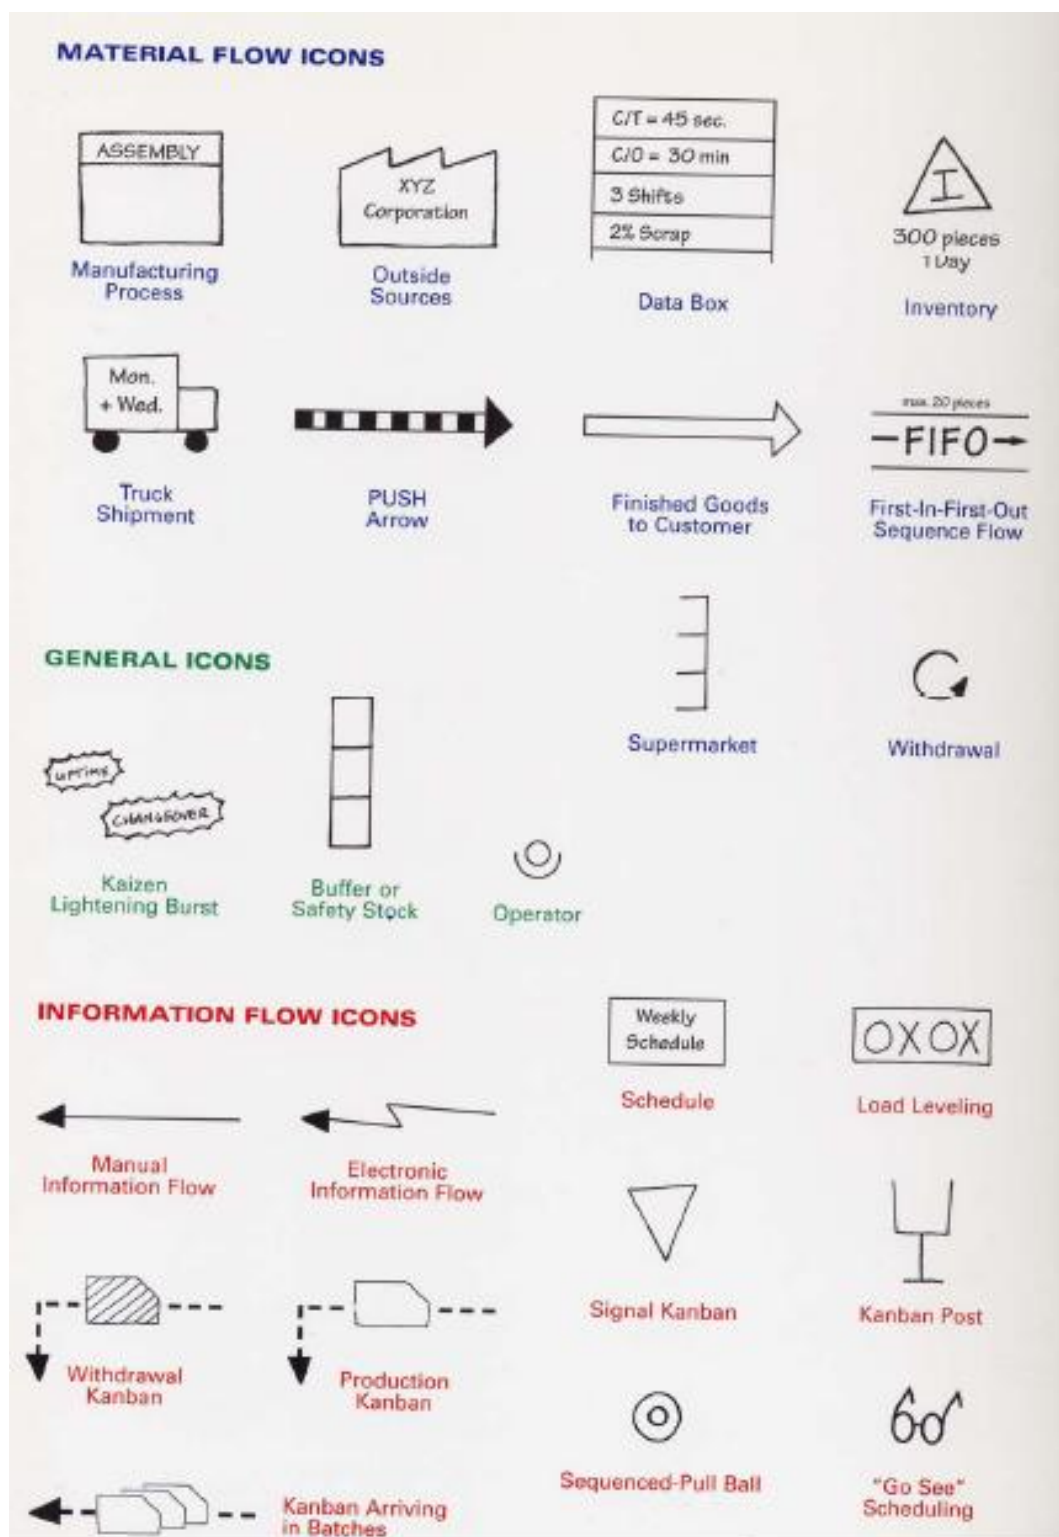 MATERIAL FLOW ICONS
ASSEMBLY
Manufacturing
Process
XYZ
Corporation
Outside
Sources
C/T = 45 sec.
C/O = 30 min
3 Shifts
2% Scrap
Data Box
I
300 pieces
1 Day
Inventory
Mon.
+ Wed.
Truck
Shipment
PUSH
Arrow
Finished Goods
to Customer
max. 20 pieces
FIFO
First-In-First-Out
Sequence Flow
Supermarket
Withdrawal
GENERAL ICONS
UPTIME
CHANGEOVER
Kaizen
Lightening Burst
Buffer or
Safety Stock
Operator
INFORMATION FLOW ICONS
Manual
Information Flow
Electronic
Information Flow
Weekly
Schedule
Schedule
OXOX
Load Leveling
Signal Kanban
Kanban Post
Withdrawal
Kanban
Production
Kanban
Sequenced-Pull Ball
"Go See"
Scheduling
Kanban Arriving
in Batches